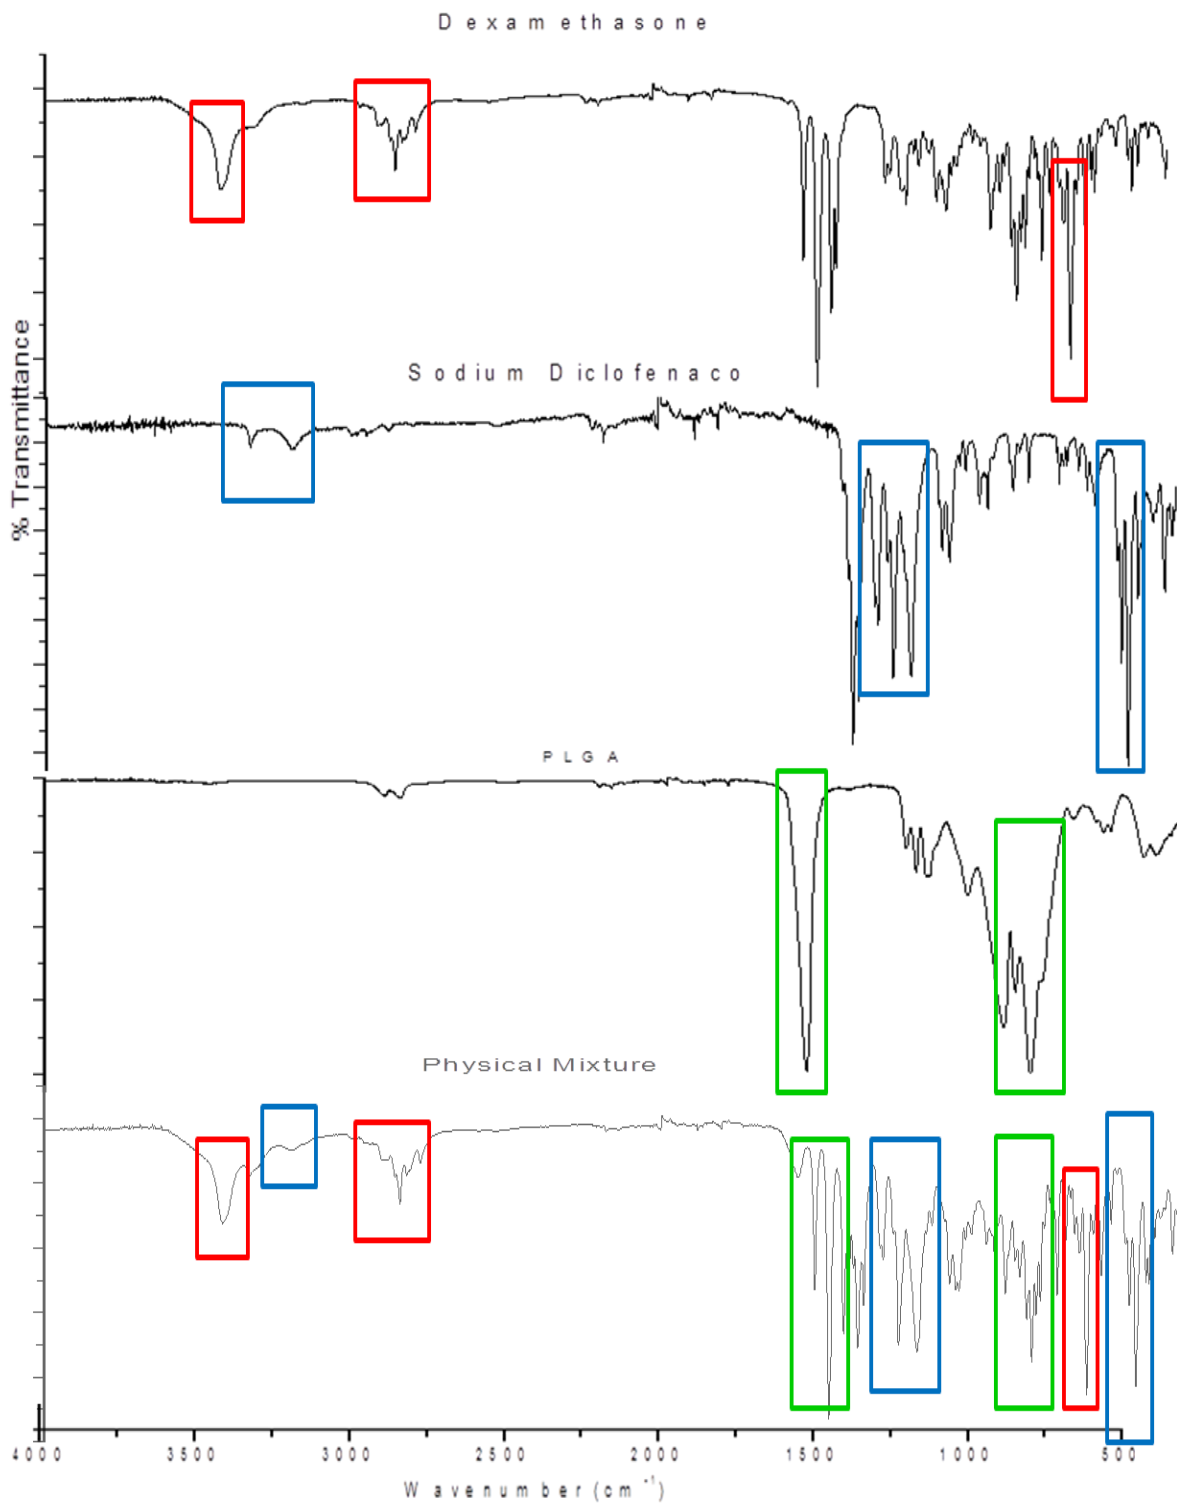 Dexamethasone
% Transmittance
Sodium Diclofenaco
PLGA
Physical Mixture
4000 3500 3000 2500 2000 1500 1000 500
Wavenumber (cm⁻¹)